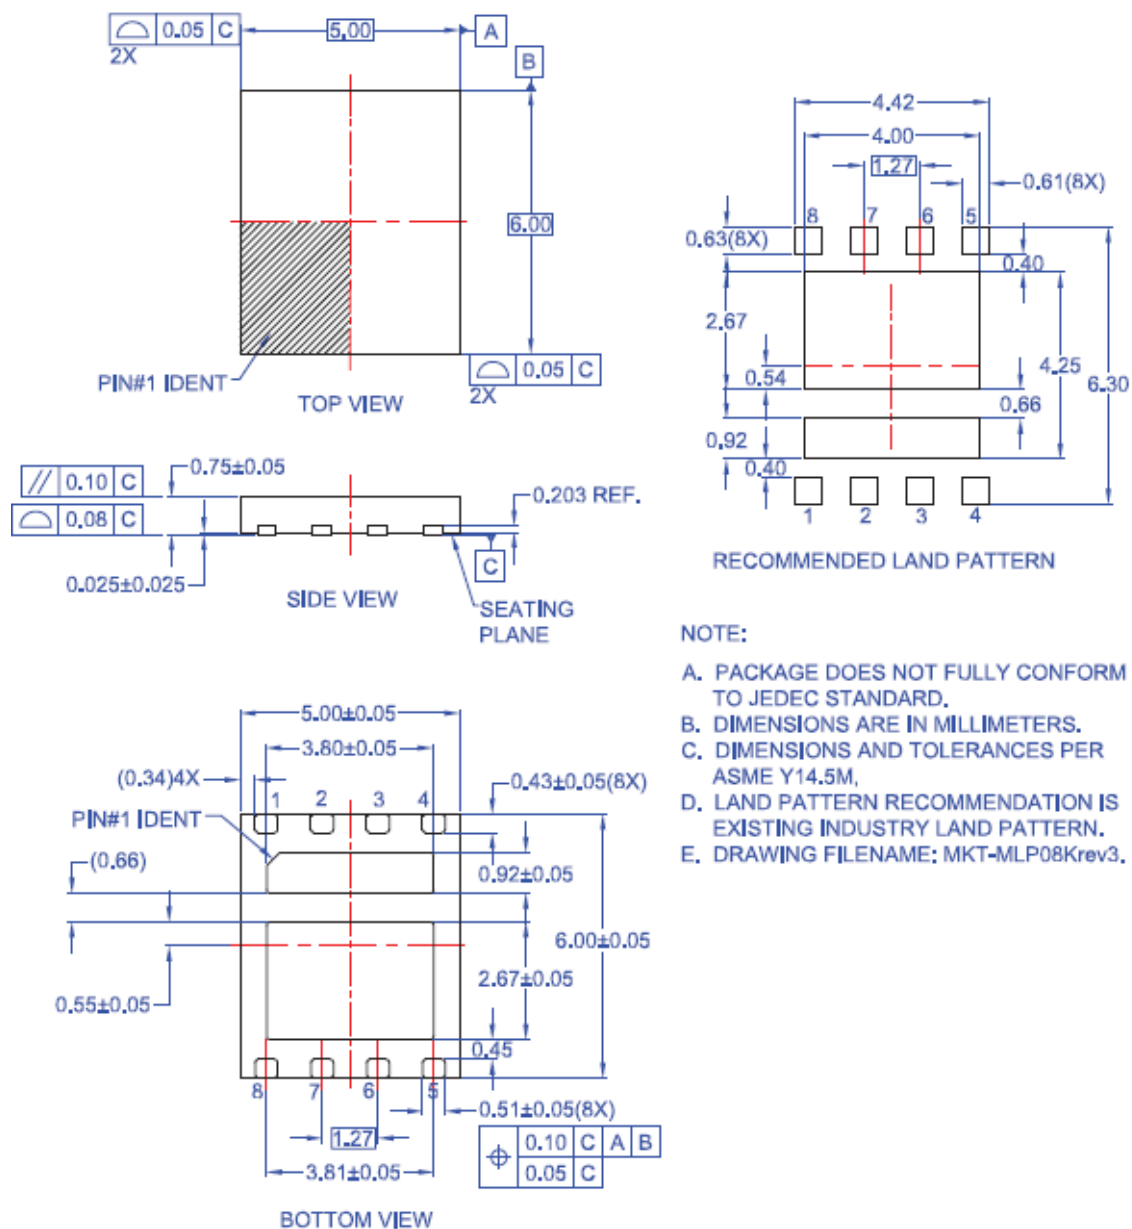 ⌓ 0.05 C
2X
5.00
A
B
6.00
PIN#1 IDENT
⌓ 0.05 C
2X
TOP VIEW
4.42
4.00
1.27
0.61(8X)
8 7 6 5
0.63(8X)
0.40
2.67
0.54
4.25
6.30
0.66
0.92
0.40
1 2 3 4
RECOMMENDED LAND PATTERN
// 0.10 C
⌓ 0.08 C
0.75±0.05
0.203 REF.
0.025±0.025
C
SIDE VIEW
SEATING
PLANE
NOTE:
A. PACKAGE DOES NOT FULLY CONFORM
TO JEDEC STANDARD.
B. DIMENSIONS ARE IN MILLIMETERS.
C. DIMENSIONS AND TOLERANCES PER
ASME Y14.5M,
D. LAND PATTERN RECOMMENDATION IS
EXISTING INDUSTRY LAND PATTERN.
E. DRAWING FILENAME: MKT-MLP08Krev3.
5.00±0.05
3.80±0.05
(0.34)4X
0.43±0.05(8X)
1 2 3 4
PIN#1 IDENT
(0.66)
0.92±0.05
6.00±0.05
2.67±0.05
0.55±0.05
0.45
8 7 6 5
0.51±0.05(8X)
1.27
⌖ 0.10 C A B
0.05 C
3.81±0.05
BOTTOM VIEW